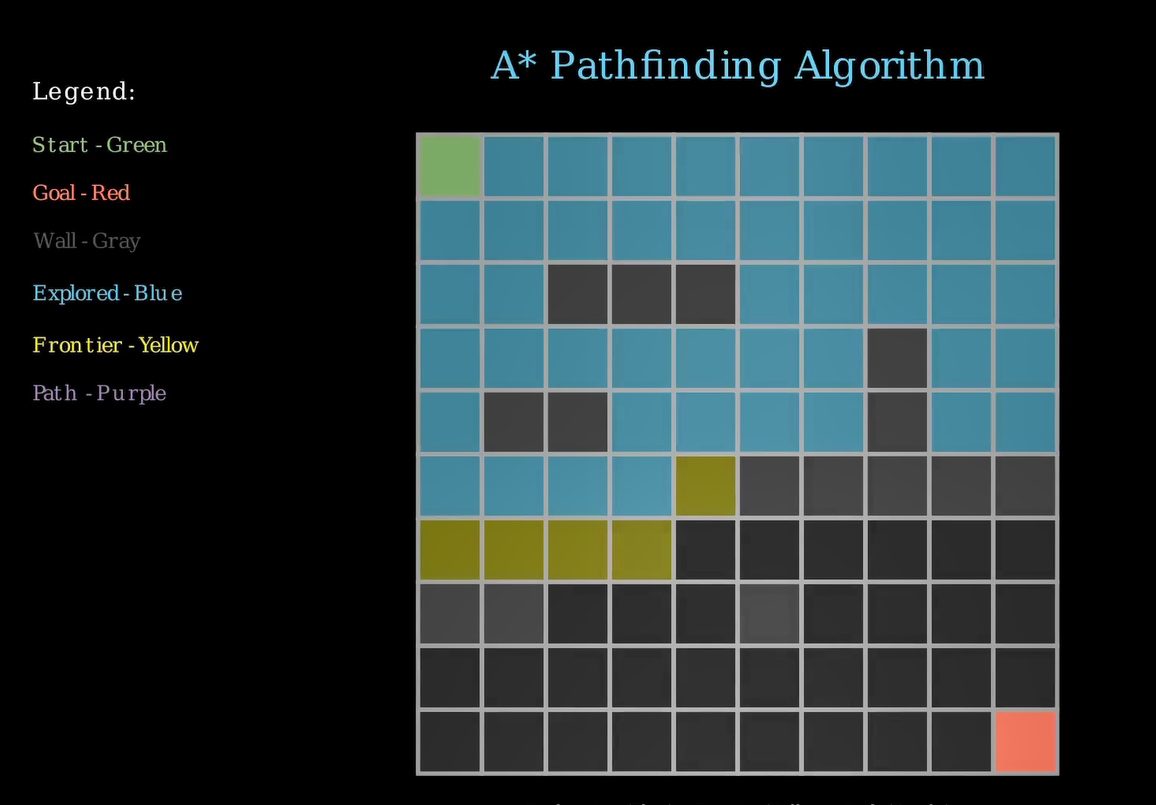 A* Pathfinding Algorithm
Legend:
Start - Green
Goal - Red
Wall - Gray
Explored - Blue
Frontier - Yellow
Path - Purple